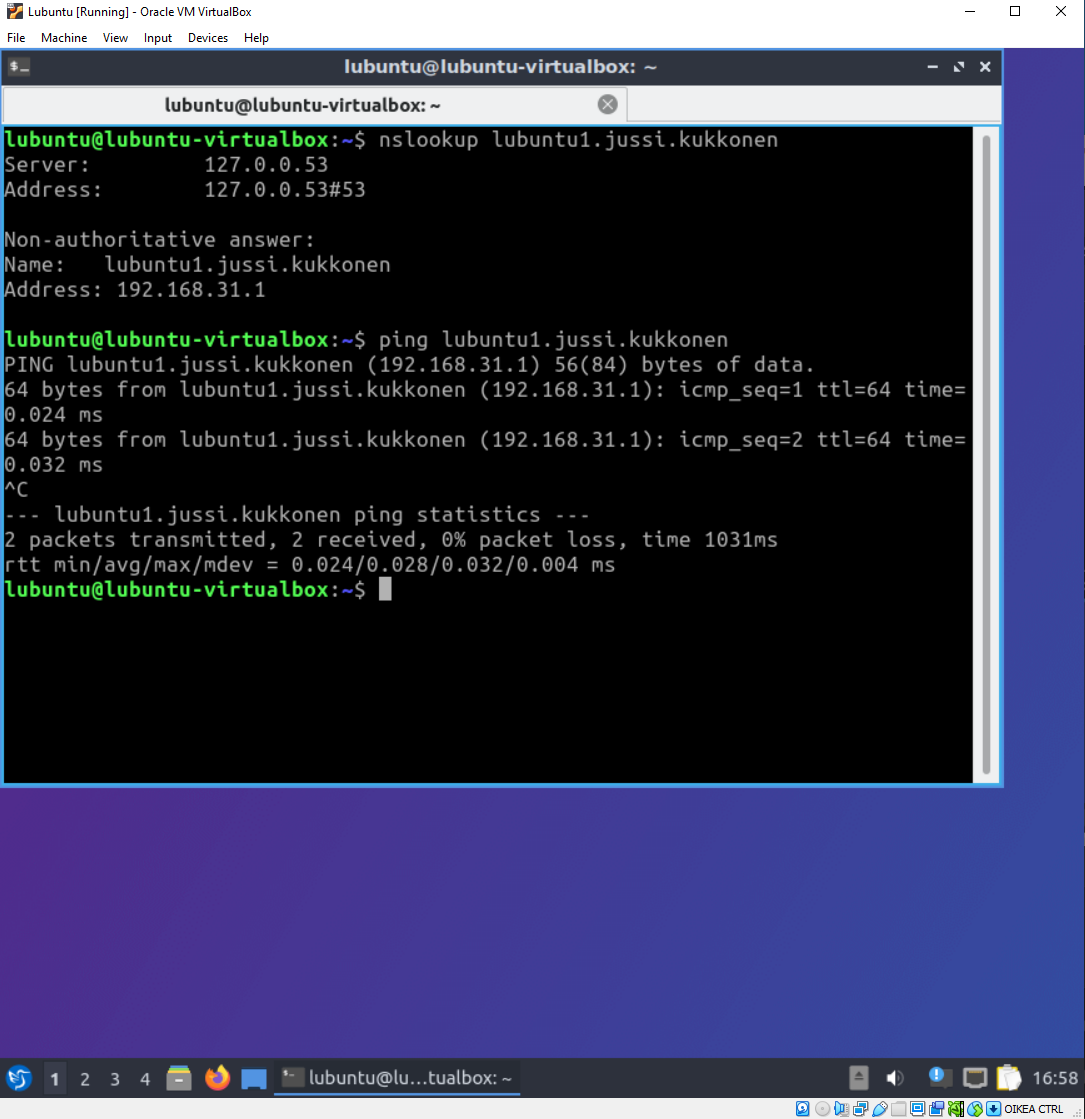 Lubuntu [Running] - Oracle VM VirtualBox
File Machine View Input Devices Help
lubuntu@lubuntu-virtualbox: ~
lubuntu@lubuntu-virtualbox: ~
lubuntu@lubuntu-virtualbox:~$ nslookup lubuntu1.jussi.kukkonen
Server:         127.0.0.53
Address:        127.0.0.53#53
Non-authoritative answer:
Name:   lubuntu1.jussi.kukkonen
Address: 192.168.31.1
lubuntu@lubuntu-virtualbox:~$ ping lubuntu1.jussi.kukkonen
PING lubuntu1.jussi.kukkonen (192.168.31.1) 56(84) bytes of data.
64 bytes from lubuntu1.jussi.kukkonen (192.168.31.1): icmp_seq=1 ttl=64 time=
0.024 ms
64 bytes from lubuntu1.jussi.kukkonen (192.168.31.1): icmp_seq=2 ttl=64 time=
0.032 ms
^C
--- lubuntu1.jussi.kukkonen ping statistics ---
2 packets transmitted, 2 received, 0% packet loss, time 1031ms
rtt min/avg/max/mdev = 0.024/0.028/0.032/0.004 ms
lubuntu@lubuntu-virtualbox:~$
1 2 3 4 lubuntu@lu...tualbox: ~ 16:58
OIKEA CTRL